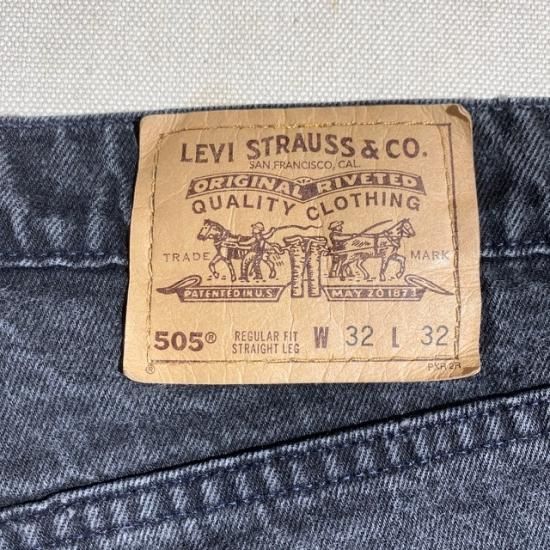 LEVI STRAUSS & CO.
SAN FRANCISCO, CAL.
ORIGINAL RIVETED
QUALITY CLOTHING
TRADE MARK
PATENTED IN U.S. MAY 20 1873
505® REGULAR FIT STRAIGHT LEG W 32 L 32
®